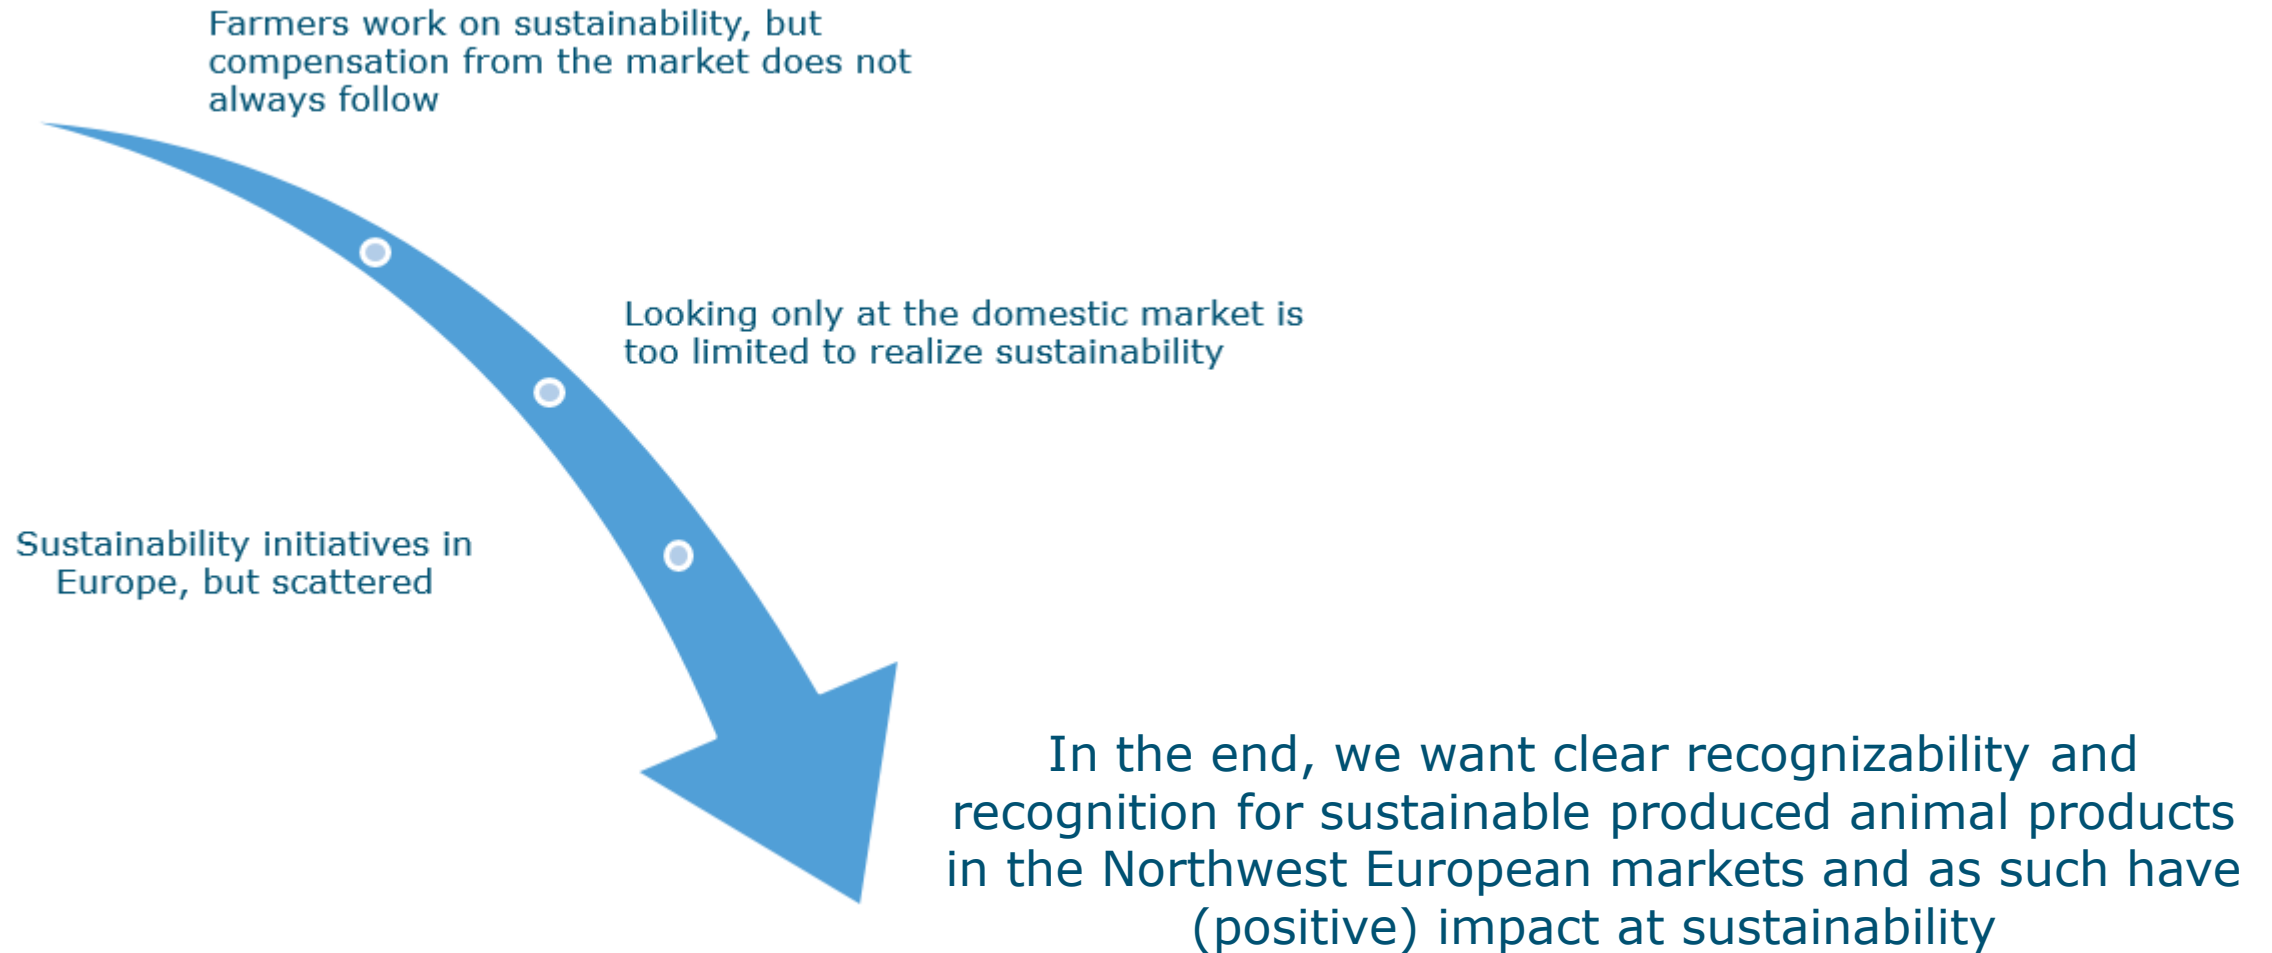 Farmers work on sustainability, but
compensation from the market does not
always follow
Looking only at the domestic market is
too limited to realize sustainability
Sustainability initiatives in
Europe, but scattered
In the end, we want clear recognizability and
recognition for sustainable produced animal products
in the Northwest European markets and as such have
(positive) impact at sustainability